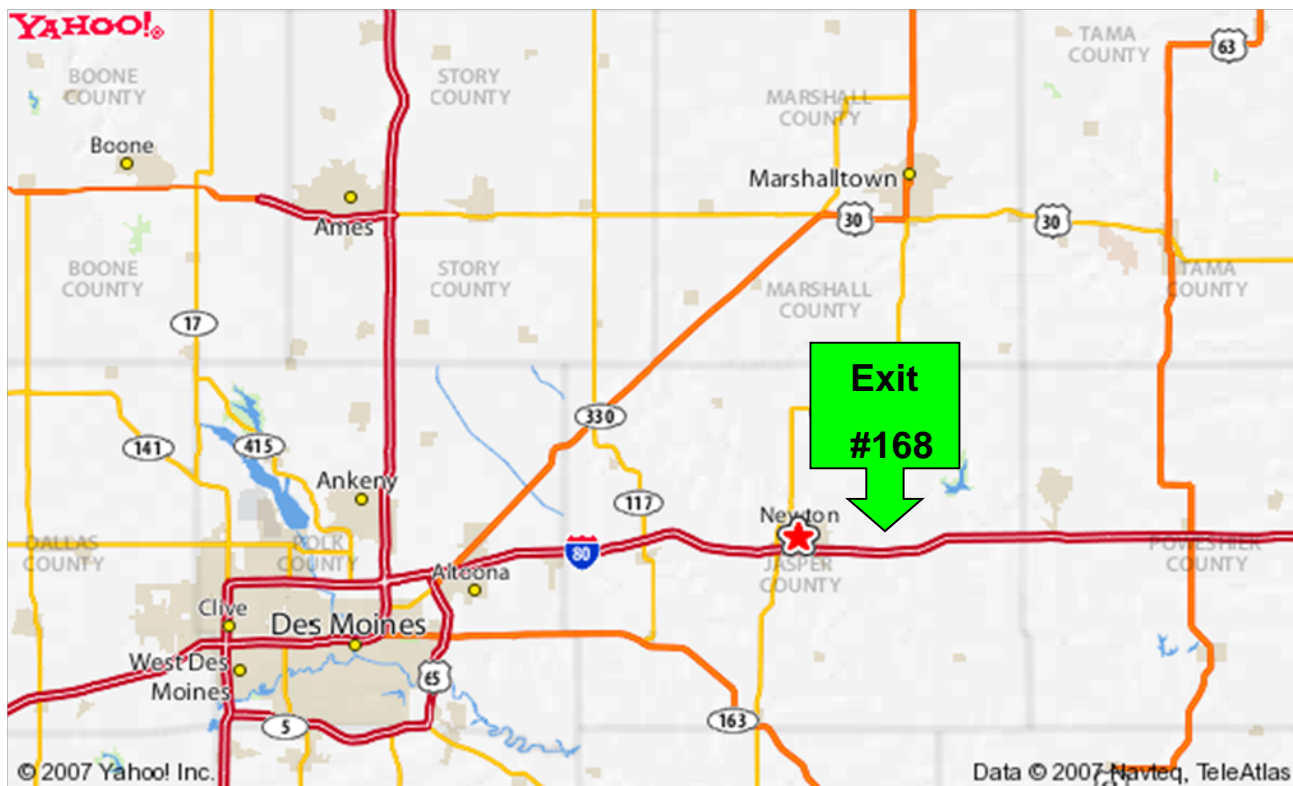 YAHOO!®
TAMA
COUNTY
63
BOONE
COUNTY
STORY
COUNTY
MARSHALL
COUNTY
Boone
Marshalltown
Ames
30
30
BOONE
COUNTY
STORY
COUNTY
MARSHALL
COUNTY
TAMA
COUNTY
17
Exit
#168
330
141
415
Ankeny
117
Newton
DALLAS
COUNTY
POLK
COUNTY
80
JASPER
COUNTY
POWESHIEK
COUNTY
Altoona
Clive
Des Moines
West Des
Moines
65
5
163
© 2007 Yahoo! Inc.
Data © 2007 Navteq, TeleAtlas